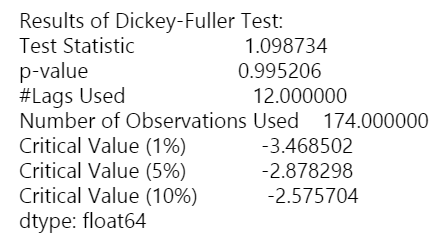 Results of Dickey-Fuller Test:
Test Statistic 1.098734
p-value 0.995206
#Lags Used 12.000000
Number of Observations Used 174.000000
Critical Value (1%) -3.468502
Critical Value (5%) -2.878298
Critical Value (10%) -2.575704
dtype: float64